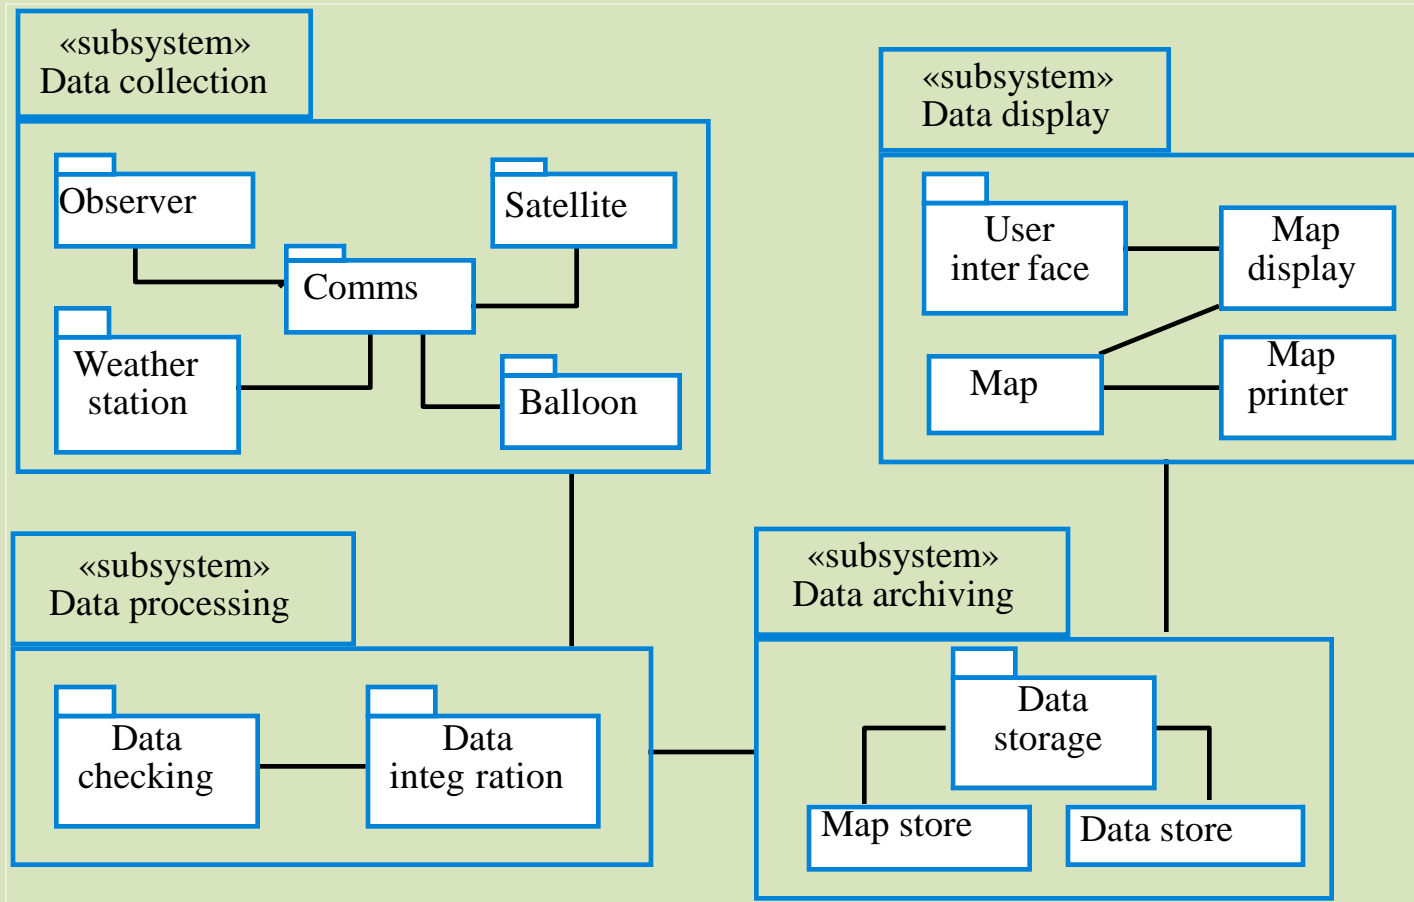 «subsystem»
Data collection
Observer
Satellite
Comms
Weather
station
Balloon
«subsystem»
Data display
User
inter face
Map
display
Map
Map
printer
«subsystem»
Data processing
Data
checking
Data
integ ration
«subsystem»
Data archiving
Data
storage
Map store
Data store